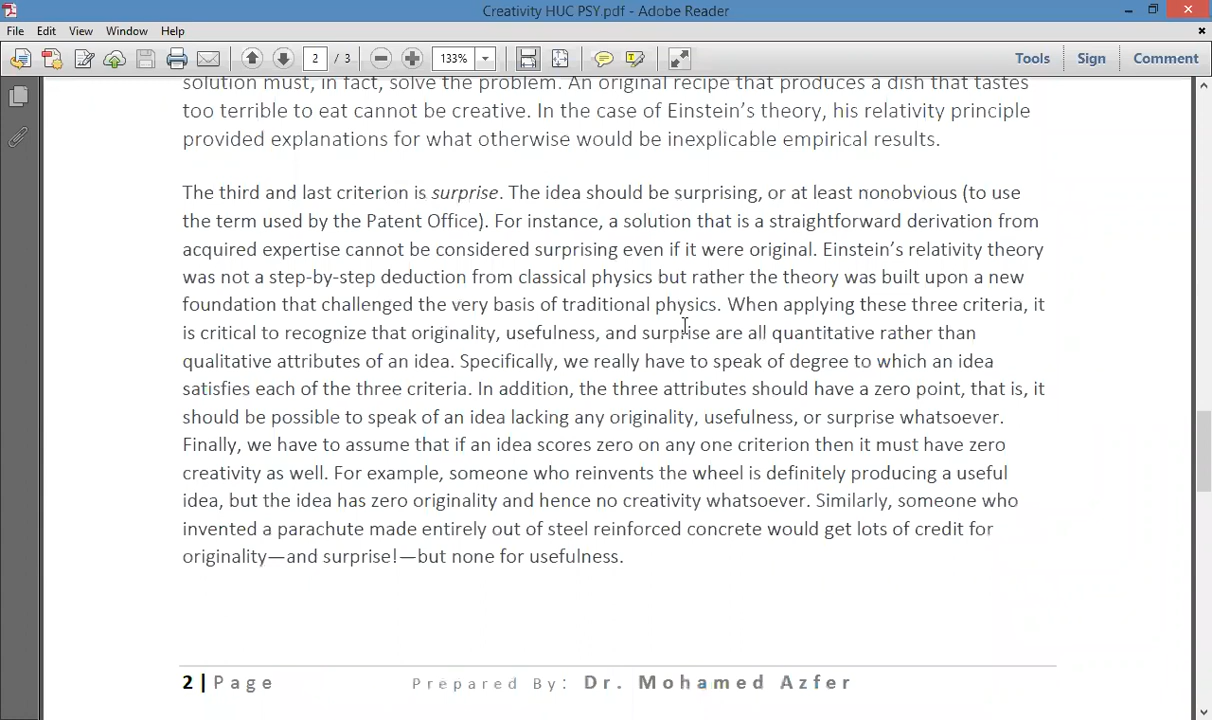 Creativity HUC PSY.pdf - Adobe Reader
File Edit View Window Help
2 / 3 133% Tools Sign Comment
solution must, in fact, solve the problem. An original recipe that produces a dish that tastes
too terrible to eat cannot be creative. In the case of Einstein’s theory, his relativity principle
provided explanations for what otherwise would be inexplicable empirical results.
The third and last criterion is surprise. The idea should be surprising, or at least nonobvious (to use
the term used by the Patent Office). For instance, a solution that is a straightforward derivation from
acquired expertise cannot be considered surprising even if it were original. Einstein’s relativity theory
was not a step-by-step deduction from classical physics but rather the theory was built upon a new
foundation that challenged the very basis of traditional physics. When applying these three criteria, it
is critical to recognize that originality, usefulness, and surprise are all quantitative rather than
qualitative attributes of an idea. Specifically, we really have to speak of degree to which an idea
satisfies each of the three criteria. In addition, the three attributes should have a zero point, that is, it
should be possible to speak of an idea lacking any originality, usefulness, or surprise whatsoever.
Finally, we have to assume that if an idea scores zero on any one criterion then it must have zero
creativity as well. For example, someone who reinvents the wheel is definitely producing a useful
idea, but the idea has zero originality and hence no creativity whatsoever. Similarly, someone who
invented a parachute made entirely out of steel reinforced concrete would get lots of credit for
originality—and surprise!—but none for usefulness.
2 | Page Prepared By: Dr. Mohamed Azfer